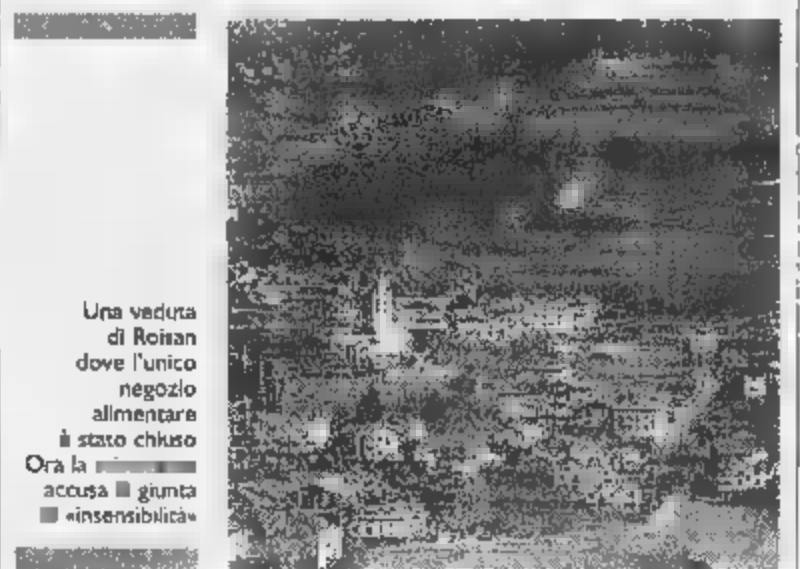 Una veduta
di Roisan
dove l'unico
negozio
alimentare
è stato chiuso
Ora la
accusa giunta
«insensibilità»